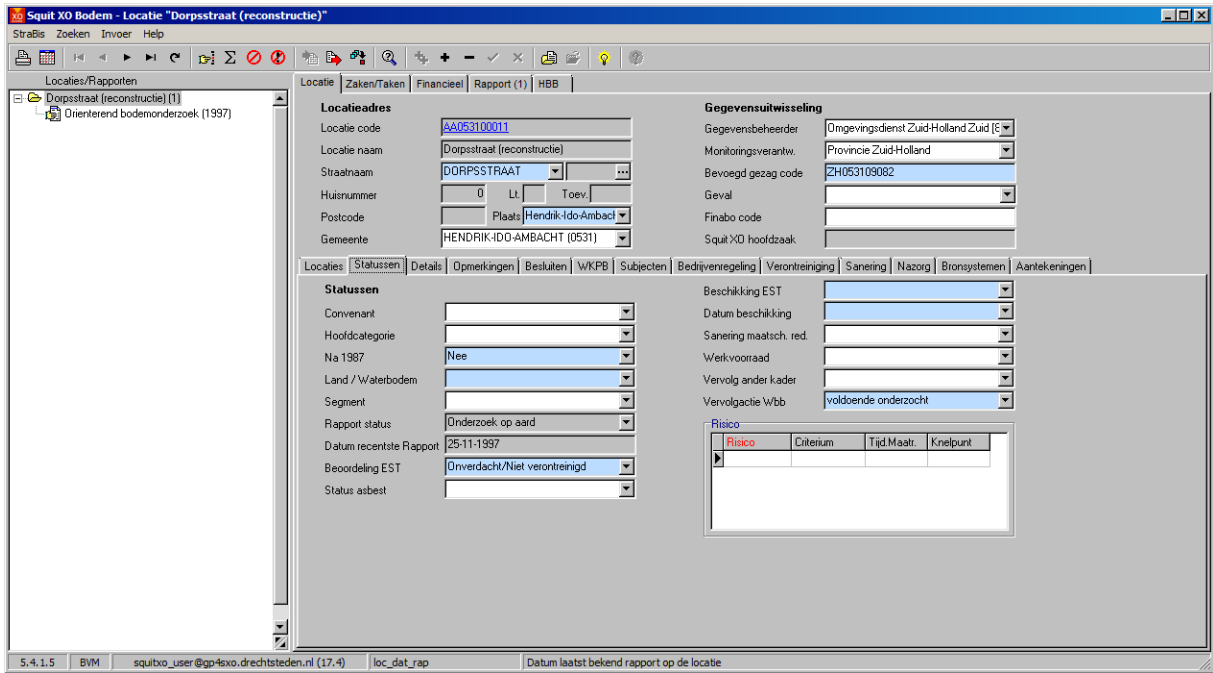 Squit XO Bodem - Locatie "Dorpsstraat (reconstructie)"
StraBis Zoeken Invoer Help
Locaties/Rapporten
Dorpsstraat (reconstructie) (1)
Orienterend bodemonderzoek (1997)
Locatie Zaken/Taken Financieel Rapport (1) HBB
Locatieadres
Locatie code AA053100011
Locatie naam Dorpsstraat (reconstructie)
Straatnaam DORPSSTRAAT ...
Huisnummer 0 Lt. Toev.
Postcode Plaats Hendrik-Ido-Ambach
Gemeente HENDRIK-IDO-AMBACHT (0531)
Gegevensuitwisseling
Gegevensbeheerder Omgevingsdienst Zuid-Holland Zuid [8
Monitoringsverantw. Provincie Zuid-Holland
Bevoegd gezag code ZH053109082
Geval
Finabo code
Squit XO hoofdzaak
Locaties Statussen Details Opmerkingen Besluiten WKPB Subjecten Bedrijvenregeling Verontreiniging Sanering Nazorg Bronsystemen Aantekeningen
Statussen
Convenant
Hoofdcategorie
Na 1987 Nee
Land / Waterbodem
Segment
Rapport status Onderzoek op aard
Datum recentste Rapport 25-11-1997
Beoordeling EST Onverdacht/Niet verontreinigd
Status asbest
Beschikking EST
Datum beschikking
Sanering maatsch. red.
Werkvoorraad
Vervolg ander kader
Vervolgactie Wbb voldoende onderzocht
Risico
Risico Criterium Tijd.Maatr. Knelpunt
5.4.1.5 BVM squitxo_user@gp4sxo.drechtsteden.nl (17.4) loc_dat_rap Datum laatst bekend rapport op de locatie